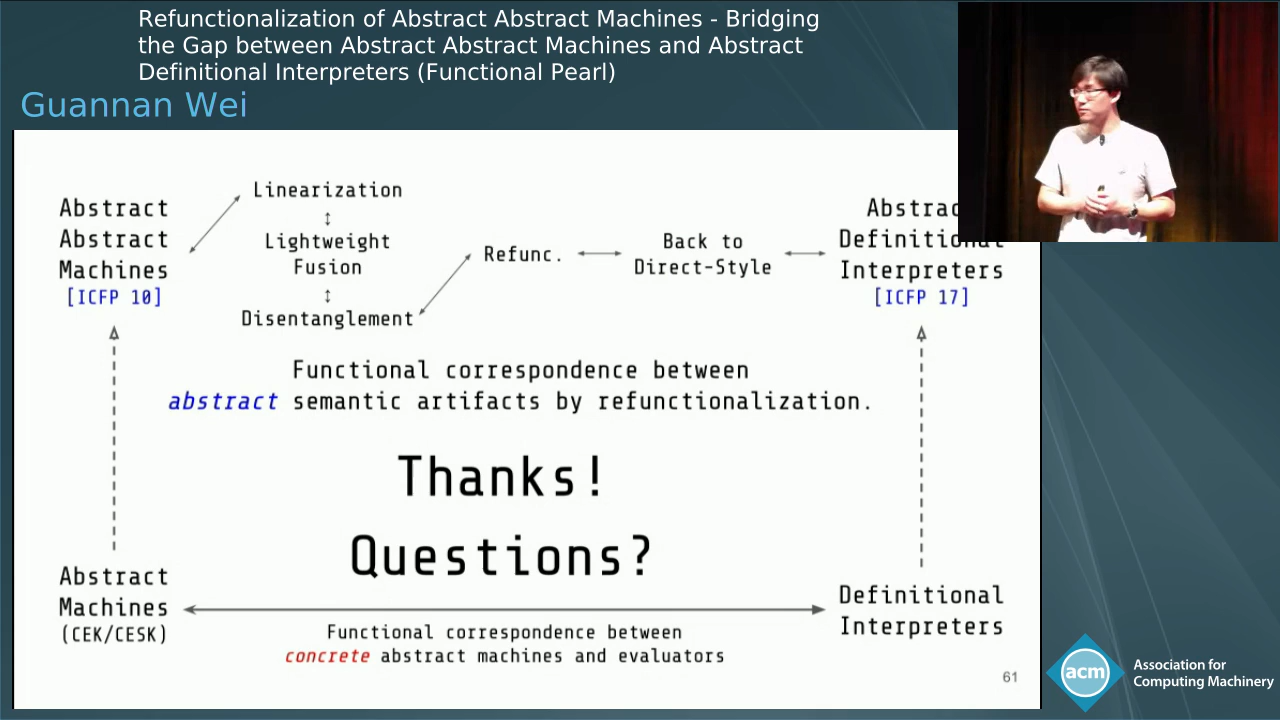 Refunctionalization of Abstract Abstract Machines - Bridging
the Gap between Abstract Abstract Machines and Abstract
Definitional Interpreters (Functional Pearl)
Guannan Wei
Abstract
Abstract
Machines
[ICFP 10]
Linearization
↕
Lightweight
Fusion
↕
Disentanglement
Refunc.
Back to
Direct-Style
Abstrac
Definitional
Interpreters
[ICFP 17]
Functional correspondence between
abstract semantic artifacts by refunctionalization.
Thanks!
Questions?
Abstract
Machines
(CEK/CESK)
Definitional
Interpreters
Functional correspondence between
concrete abstract machines and evaluators
61
acm
Association for
Computing Machinery